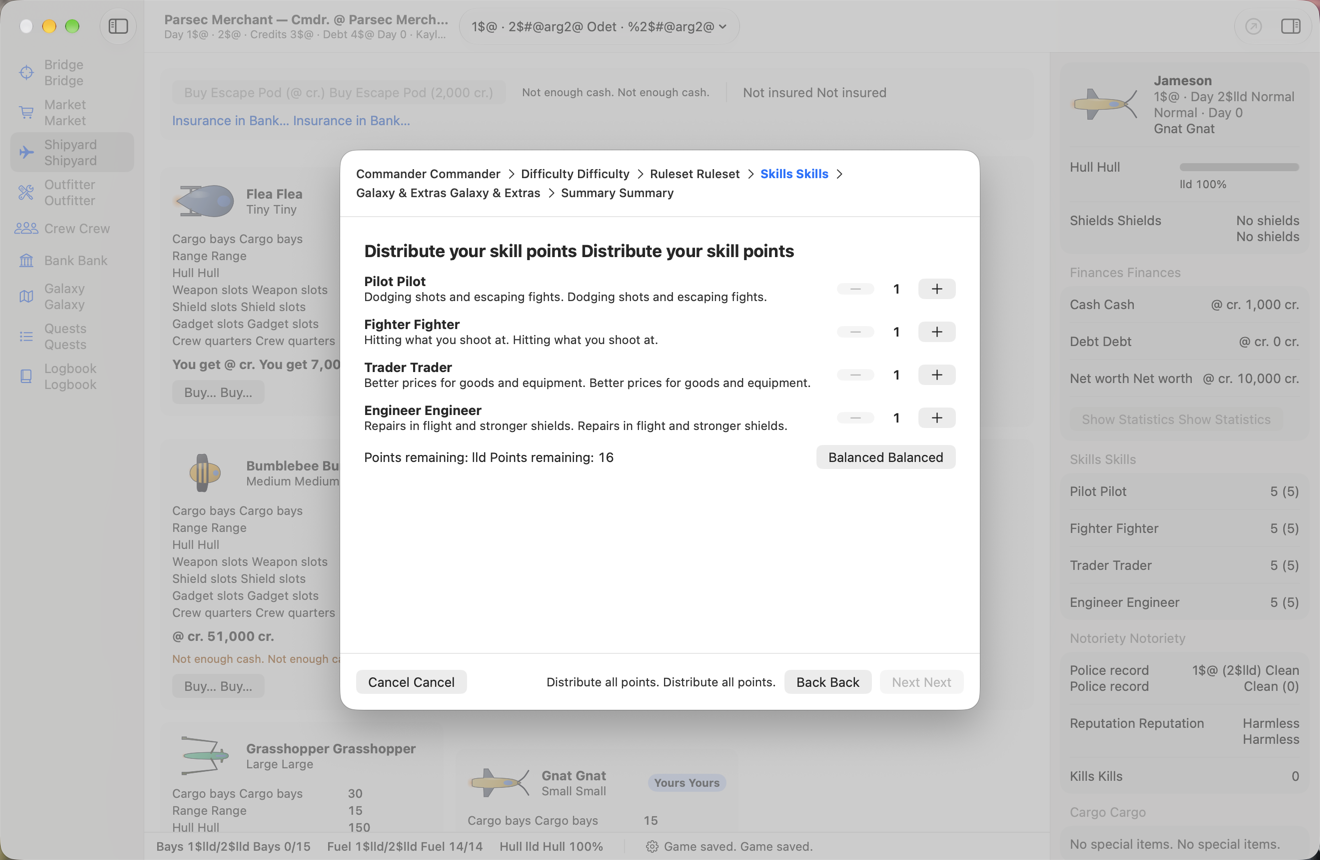 Parsec Merchant — Cmdr. @ Parsec Merch...
Day 1$@ · 2$@ · Credits 3$@ · Debt 4$@ Day 0 · Kayl...
1$@ · 2$#@arg2@ Odet · %2$#@arg2@
Bridge
Bridge
Market
Market
Shipyard
Shipyard
Outfitter
Outfitter
Crew Crew
Bank Bank
Galaxy
Galaxy
Quests
Quests
Logbook
Logbook
Buy Escape Pod (@ cr.) Buy Escape Pod (2,000 cr.)
Not enough cash. Not enough cash.
Not insured Not insured
Insurance in Bank... Insurance in Bank...
Flea Flea
Tiny Tiny
Cargo bays Cargo bays
Range Range
Hull Hull
Weapon slots Weapon slots
Shield slots Shield slots
Gadget slots Gadget slots
Crew quarters Crew quarters
You get @ cr. You get 7,00
Buy... Buy...
Bumblebee Bu
Medium Medium
Cargo bays Cargo bays
Range Range
Hull Hull
Weapon slots Weapon slots
Shield slots Shield slots
Gadget slots Gadget slots
Crew quarters Crew quarters
@ cr. 51,000 cr.
Not enough cash. Not enough ca
Buy... Buy...
Grasshopper Grasshopper
Large Large
Cargo bays Cargo bays 30
Range Range 15
Hull Hull 150
Gnat Gnat
Small Small
Yours Yours
Cargo bays Cargo bays 15
Commander Commander > Difficulty Difficulty > Ruleset Ruleset > Skills Skills >
Galaxy & Extras Galaxy & Extras > Summary Summary
Distribute your skill points Distribute your skill points
Pilot Pilot
Dodging shots and escaping fights. Dodging shots and escaping fights.
— 1 +
Fighter Fighter
Hitting what you shoot at. Hitting what you shoot at.
— 1 +
Trader Trader
Better prices for goods and equipment. Better prices for goods and equipment.
— 1 +
Engineer Engineer
Repairs in flight and stronger shields. Repairs in flight and stronger shields.
— 1 +
Points remaining: lld Points remaining: 16
Balanced Balanced
Cancel Cancel
Distribute all points. Distribute all points.
Back Back
Next Next
Jameson
1$@ · Day 2$lld Normal
Normal · Day 0
Gnat Gnat
Hull Hull
lld 100%
Shields Shields No shields
No shields
Finances Finances
Cash Cash @ cr. 1,000 cr.
Debt Debt @ cr. 0 cr.
Net worth Net worth @ cr. 10,000 cr.
Show Statistics Show Statistics
Skills Skills
Pilot Pilot 5 (5)
Fighter Fighter 5 (5)
Trader Trader 5 (5)
Engineer Engineer 5 (5)
Notoriety Notoriety
Police record 1$@ (2$lld) Clean
Police record Clean (0)
Reputation Reputation Harmless
Harmless
Kills Kills 0
Cargo Cargo
No special items. No special items.
Bays 1$lld/2$lld Bays 0/15
Fuel 1$lld/2$lld Fuel 14/14
Hull lld Hull 100%
Game saved. Game saved.